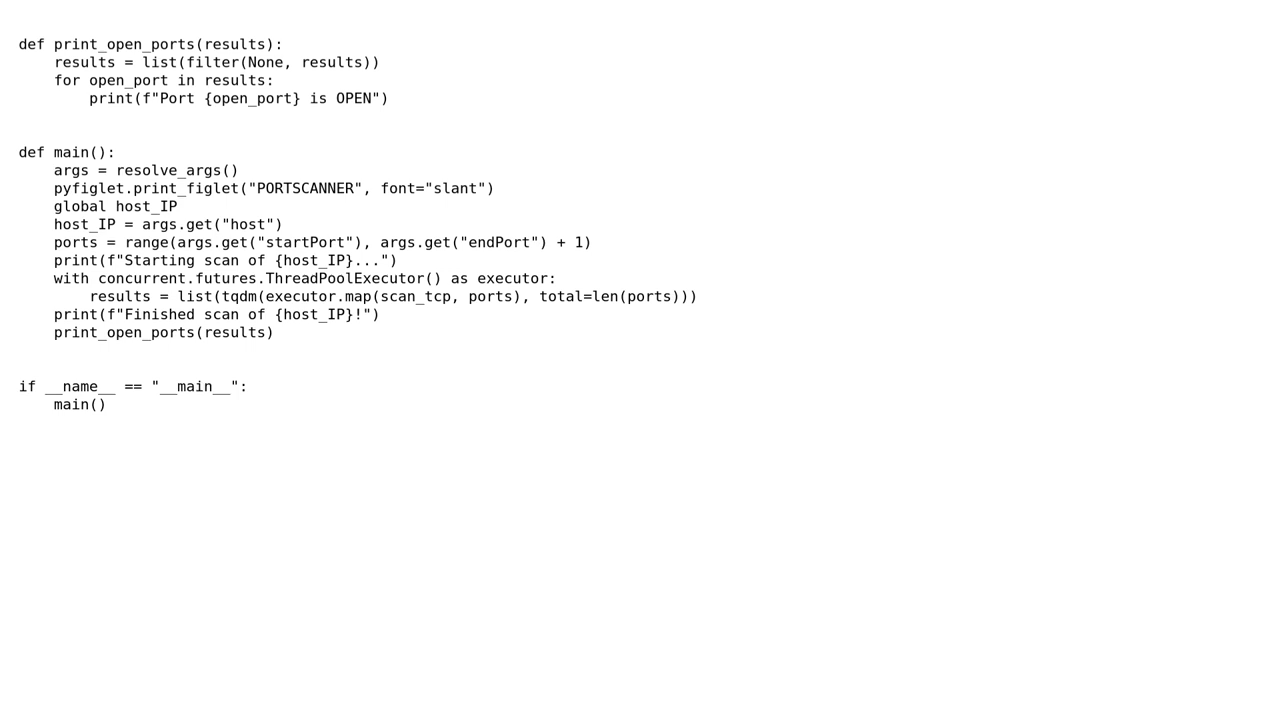 def print_open_ports(results):
    results = list(filter(None, results))
    for open_port in results:
        print(f"Port {open_port} is OPEN")


def main():
    args = resolve_args()
    pyfiglet.print_figlet("PORTSCANNER", font="slant")
    global host_IP
    host_IP = args.get("host")
    ports = range(args.get("startPort"), args.get("endPort") + 1)
    print(f"Starting scan of {host_IP}...")
    with concurrent.futures.ThreadPoolExecutor() as executor:
        results = list(tqdm(executor.map(scan_tcp, ports), total=len(ports)))
    print(f"Finished scan of {host_IP}!")
    print_open_ports(results)


if __name__ == "__main__":
    main()